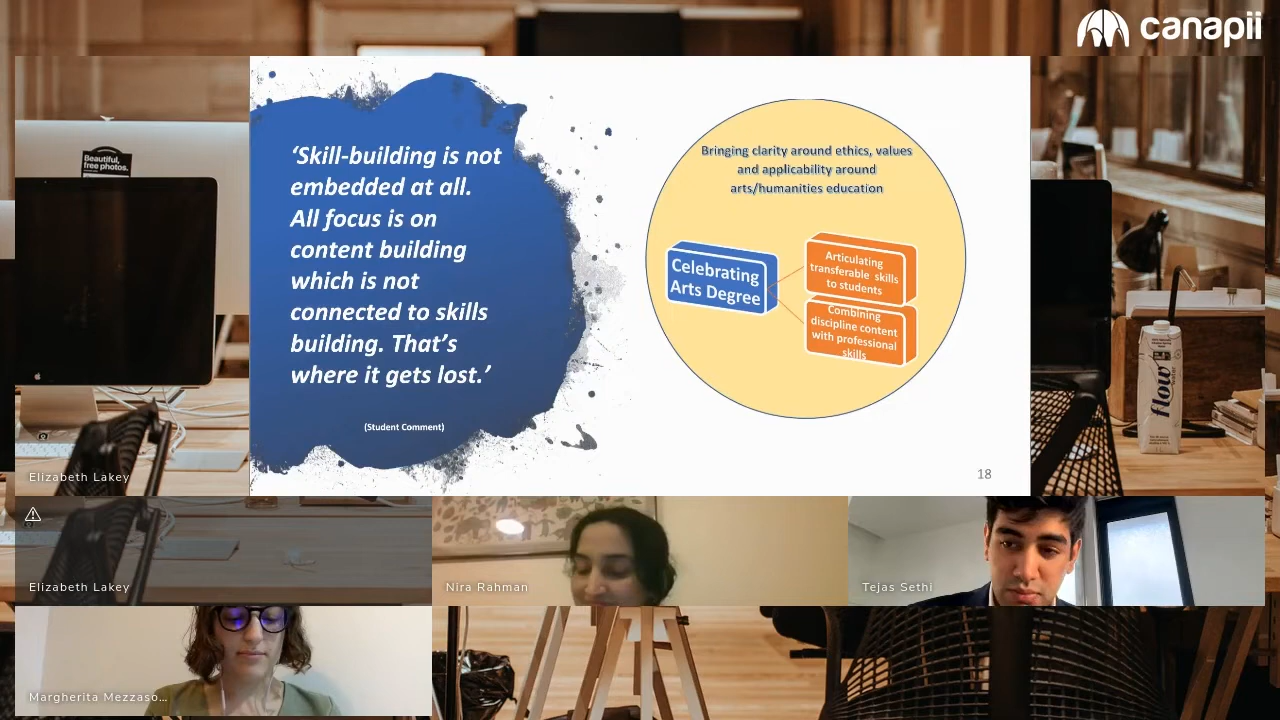 canapii
Beautiful,
free photos.
‘Skill-building is not
embedded at all.
All focus is on
content building
which is not
connected to skills
building. That’s
where it gets lost.’
(Student Comment)
Bringing clarity around ethics, values
and applicability around
arts/humanities education
Celebrating
Arts Degree
Articulating
transferable skills
to students
Combining
discipline content
with professional
skills
18
flow
Elizabeth Lakey
Elizabeth Lakey
Nira Rahman
Tejas Sethi
Margherita Mezzaso…